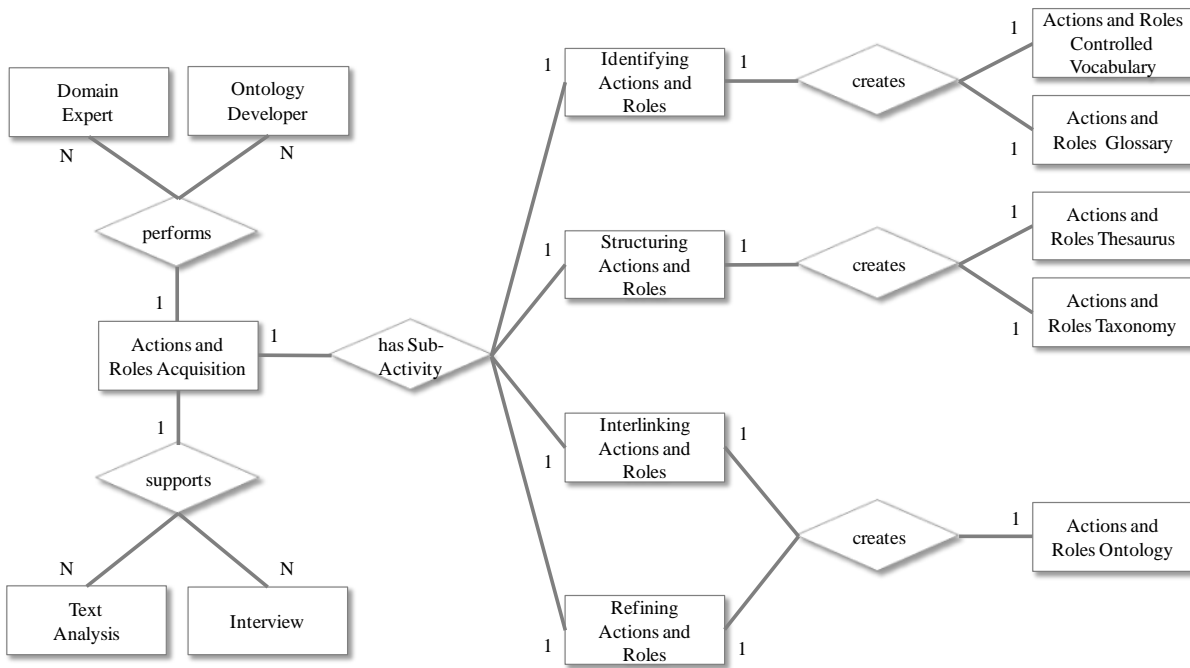 Domain
Expert
Ontology
Developer
N
N
performs
1
Actions and
Roles Acquisition
1
1
supports
N
N
Text
Analysis
Interview
has Sub-
Activity
1
Identifying
Actions and
Roles
1
creates
1
Actions and Roles
Controlled
Vocabulary
1
Actions and
Roles Glossary
1
Structuring
Actions and
Roles
1
creates
1
Actions and
Roles Thesaurus
1
Actions and
Roles Taxonomy
1
Interlinking
Actions and
Roles
1
1
Refining
Actions and
Roles
1
creates
1
Actions and
Roles Ontology